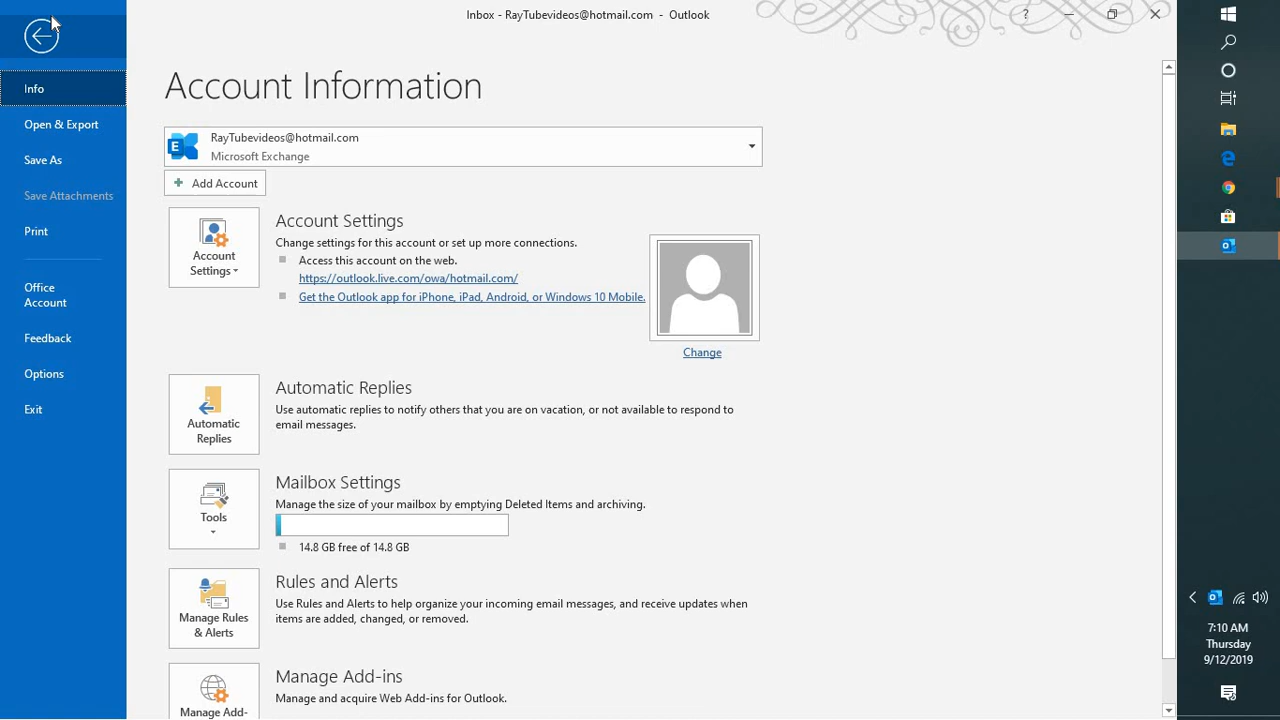 Inbox - RayTubevideos@hotmail.com - Outlook
?
Info
Open & Export
Save As
Save Attachments
Print
Office
Account
Feedback
Options
Exit
Account Information
E
RayTubevideos@hotmail.com
Microsoft Exchange
+ Add Account
Account
Settings
Account Settings
Change settings for this account or set up more connections.
Access this account on the web.
https://outlook.live.com/owa/hotmail.com/
Get the Outlook app for iPhone, iPad, Android, or Windows 10 Mobile.
Change
Automatic
Replies
Automatic Replies
Use automatic replies to notify others that you are on vacation, or not available to respond to
email messages.
Tools
Mailbox Settings
Manage the size of your mailbox by emptying Deleted Items and archiving.
14.8 GB free of 14.8 GB
Manage Rules
& Alerts
Rules and Alerts
Use Rules and Alerts to help organize your incoming email messages, and receive updates when
items are added, changed, or removed.
Manage Add-
Manage Add-ins
Manage and acquire Web Add-ins for Outlook.
7:10 AM
Thursday
9/12/2019